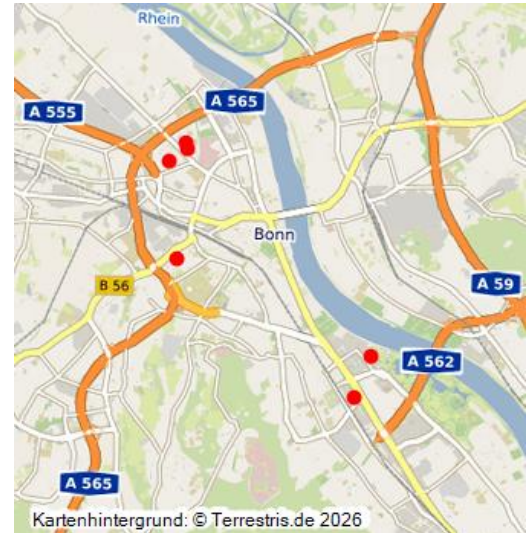 Rhein
A 555
A 565
Bonn
A 59
B 56
A 562
A 565
Kartenhintergrund: © Terrestris.de 2026